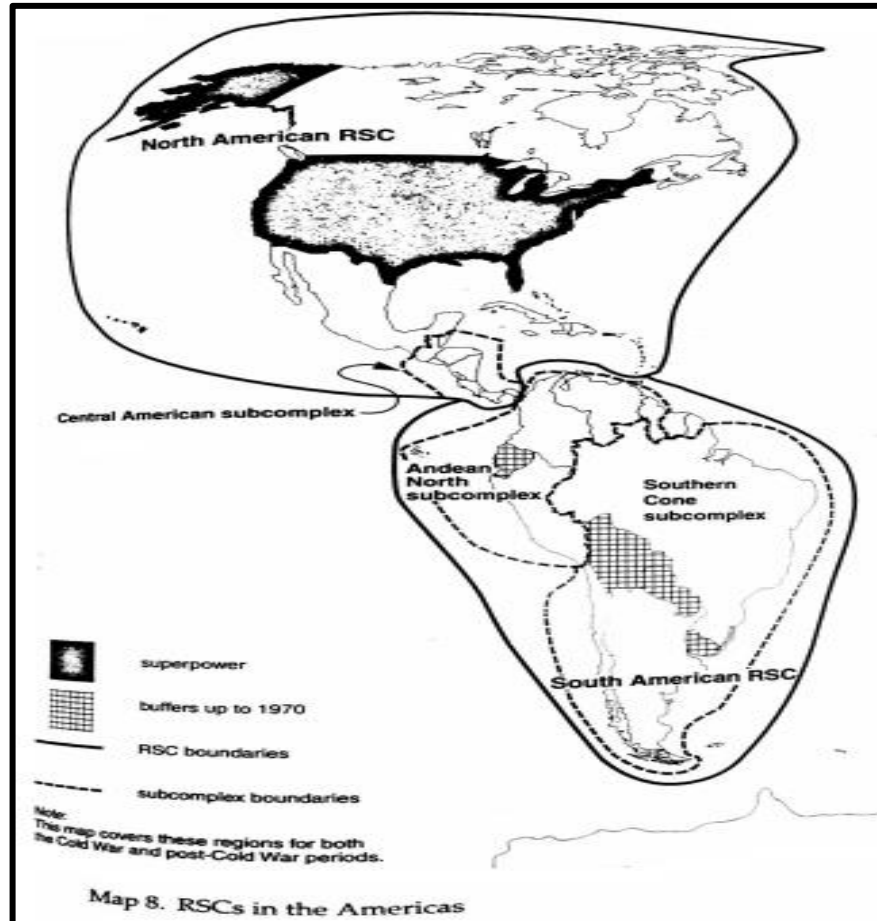 North American RSC
Central American subcomplex
Andean
North
subcomplex
Southern
Cone
subcomplex
South American RSC
superpower
buffers up to 1970
RSC boundaries
subcomplex boundaries
Note:
This map covers these regions for both
the Cold War and post-Cold War periods.
Map 8. RSCs in the Americas